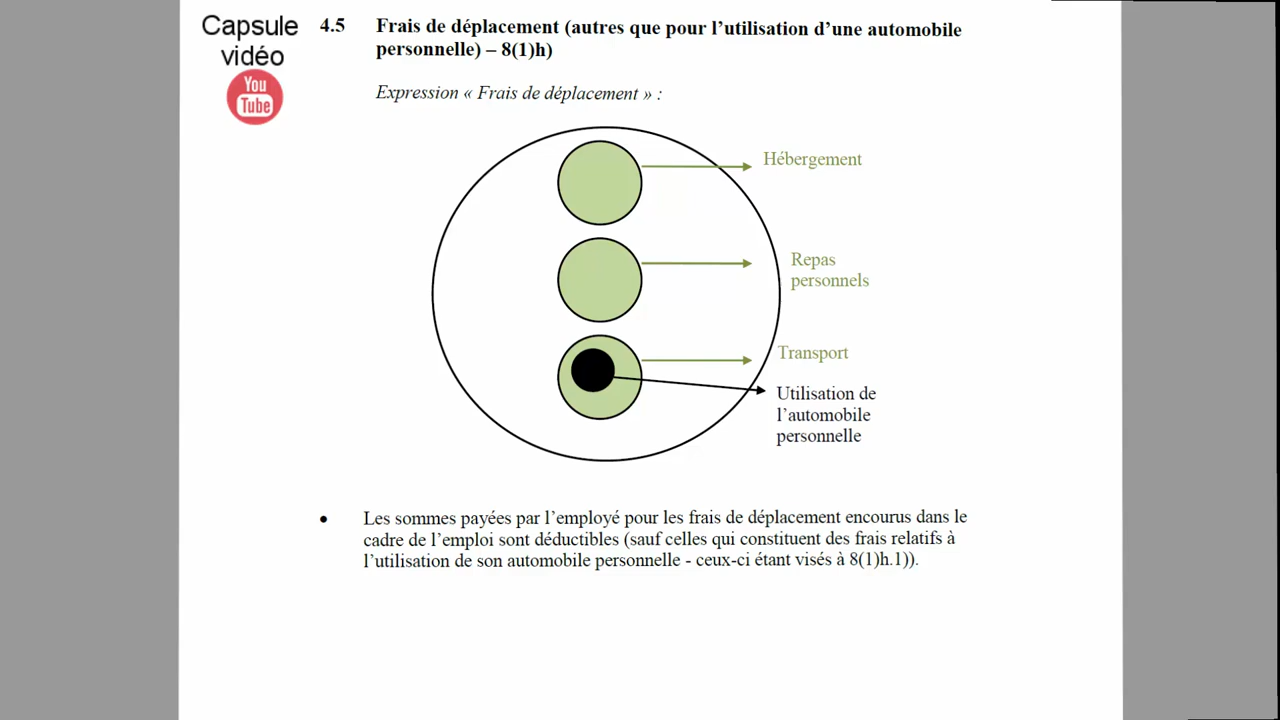 Capsule
vidéo
You
Tube
4.5 Frais de déplacement (autres que pour l’utilisation d’une automobile
personnelle) – 8(1)h)
Expression « Frais de déplacement » :
Hébergement
Repas
personnels
Transport
Utilisation de
l’automobile
personnelle
• Les sommes payées par l’employé pour les frais de déplacement encourus dans le
cadre de l’emploi sont déductibles (sauf celles qui constituent des frais relatifs à
l’utilisation de son automobile personnelle - ceux-ci étant visés à 8(1)h.1)).